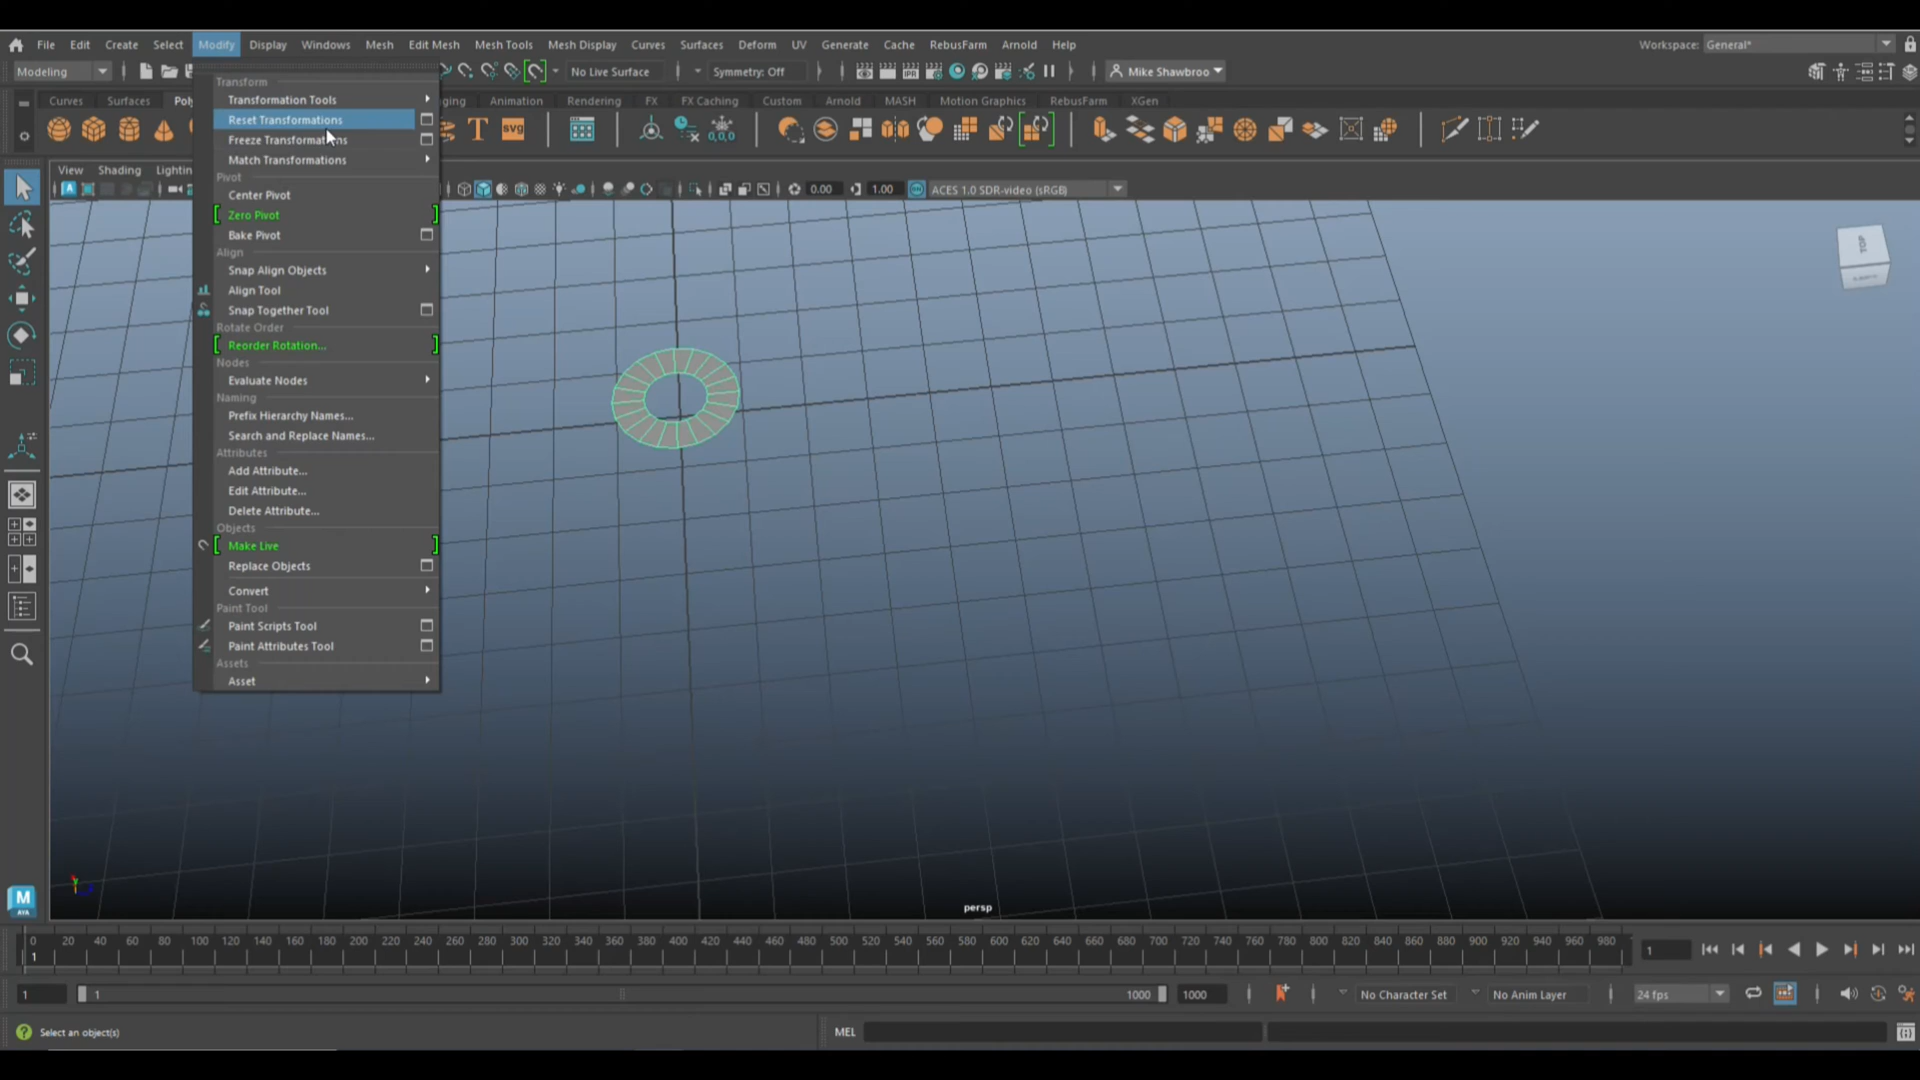 File Edit Create Select Modify Display Windows Mesh Edit Mesh Mesh Tools Mesh Display Curves Surfaces Deform UV Generate Cache RebusFarm Arnold Help Workspace: General*
Modeling No Live Surface Symmetry: Off IPR Mike Shawbroo
Curves Surfaces Animation Rendering FX FX Caching Custom Arnold MASH Motion Graphics RebusFarm XGen
T SVG 0,0,0
View Shading
0.00 1.00 ACES 1.0 SDR-video (sRGB)
Transform
Transformation Tools
Reset Transformations
Freeze Transformations
Match Transformations
Pivot
Center Pivot
Zero Pivot
Bake Pivot
Align
Snap Align Objects
Align Tool
Snap Together Tool
Rotate Order
Reorder Rotation...
Nodes
Evaluate Nodes
Naming
Prefix Hierarchy Names...
Search and Replace Names...
Attributes
Add Attribute...
Edit Attribute...
Delete Attribute...
Objects
Make Live
Replace Objects
Convert
Paint Tool
Paint Scripts Tool
Paint Attributes Tool
Assets
Asset
TOP
persp
M
AYA
0 20 40 60 80 100 120 140 160 180 200 220 240 260 280 300 320 340 360 380 400 420 440 460 480 500 520 540 560 580 600 620 640 660 680 700 720 740 760 780 800 820 840 860 880 900 920 940 960 980
1 1
1 1 1000 1000 No Character Set No Anim Layer 24 fps
Select an object(s) MEL